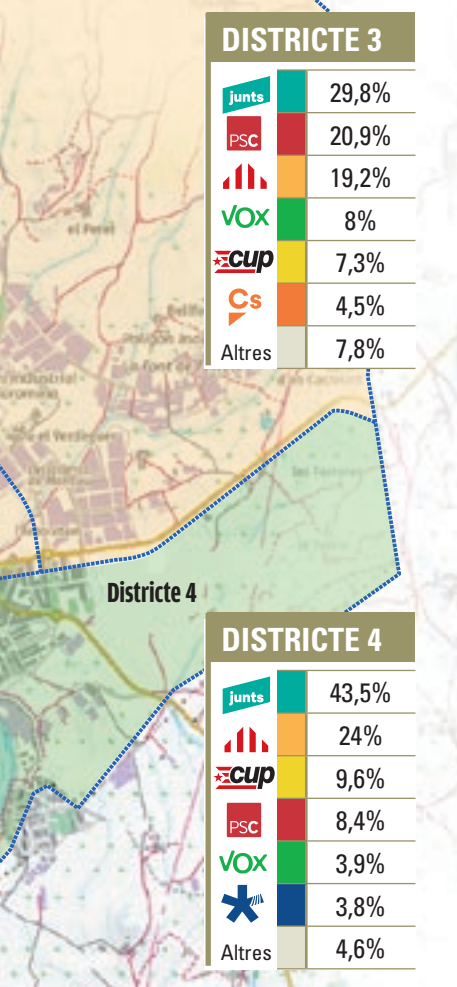 DISTRICTE 3
junts 29,8%
PSC 20,9%
19,2%
VOX 8%
cup 7,3%
Cs 4,5%
Altres 7,8%
el Peral
Districte 4
DISTRICTE 4
junts 43,5%
24%
cup 9,6%
PSC 8,4%
VOX 3,9%
3,8%
Altres 4,6%